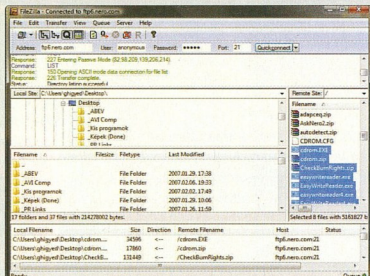 FileZilla - Connected to ftp6.nero.com
File Edit Transfer View Queue Server Help
Address: ftp6.nero.com User: anonymous Password: ***** Port: 21 Quickconnect
Response: 227 Entering Passive Mode
Command: LIST
Response: 150 Opening ASCII mode data connection for file list
Response: 226 Transfer complete.
Status: Directory listing successful
Local Site: C:\Users\ghigyed\Desktop\
Remote Site: /
Desktop
_ABEV
_AVI Comp
_Kis programok
_Képek (Done)
_PR Links
Filename
edapcesj.zip
AskNero2.zip
autodetect.zip
CDROM.CFG
cdrom.EXE
cdrom.zip
CheckBurnRights.zip
Filename Filesize Filetype Last Modified
..
_ABEV File Folder 2007.01.29. 17:38
_AVI Comp File Folder 2007.02.06. 19:33
_Kis programok File Folder 2007.02.02. 17:49
_Képek (Done) File Folder 2007.01.29. 10:06
_PR Links File Folder 2007.01.26. 11:59
17 folders and 37 files with 214278002 bytes.
Selected 8 files with 5181827 b
Local Filename Size Direction Remote Filename Host Status
C:\Users\ghigyed\Desktop\cdrom.... 34596 <-- /cdrom.EXE ftp6.nero.com:21
C:\Users\ghigyed\Desktop\cdrom.... 17860 <-- /cdrom.zip ftp6.nero.com:21
C:\Users\ghigyed\Desktop\CheckB... 131449 <-- /CheckBurnRights.zip ftp6.nero.com:21
Ready